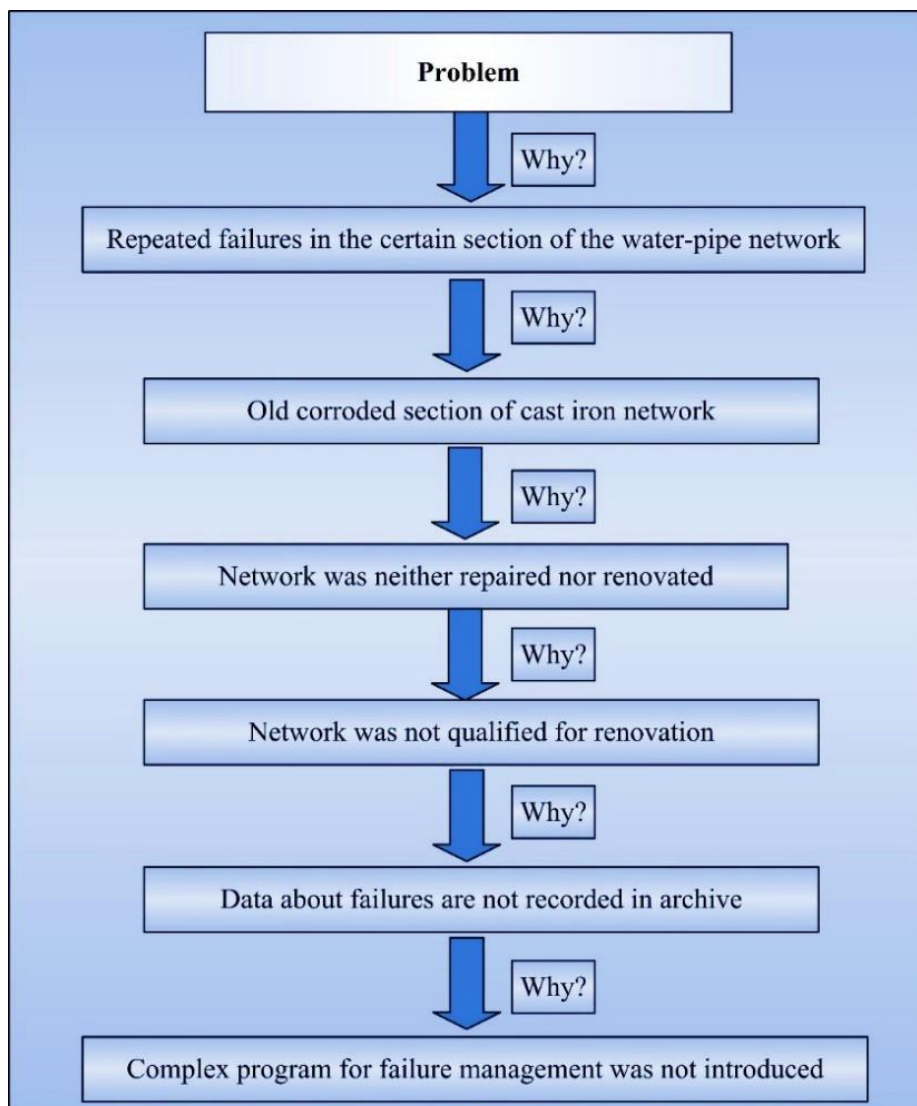 Problem
Why?
Repeated failures in the certain section of the water-pipe network
Why?
Old corroded section of cast iron network
Why?
Network was neither repaired nor renovated
Why?
Network was not qualified for renovation
Why?
Data about failures are not recorded in archive
Why?
Complex program for failure management was not introduced